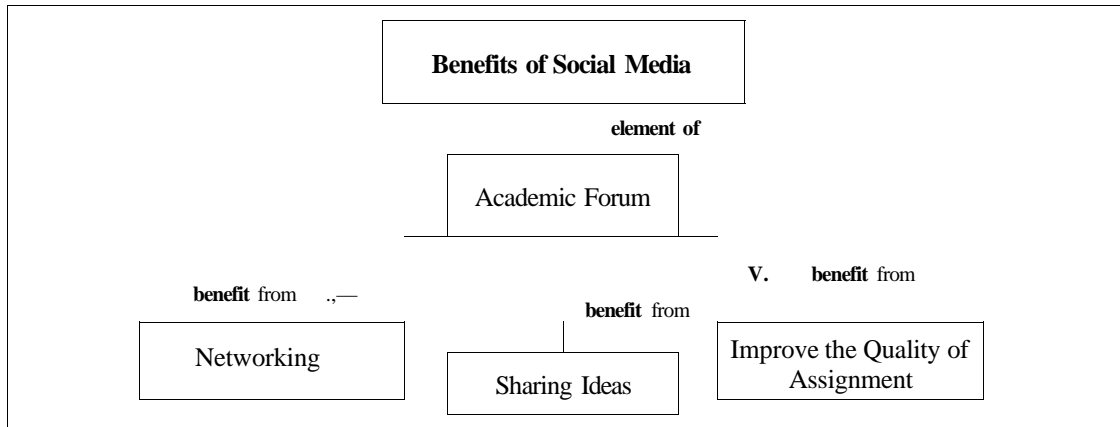 Benefits of Social Media
element of
Academic Forum
V. benefit from
benefit from .,—
benefit from
Networking
Improve the Quality of
Assignment
Sharing Ideas